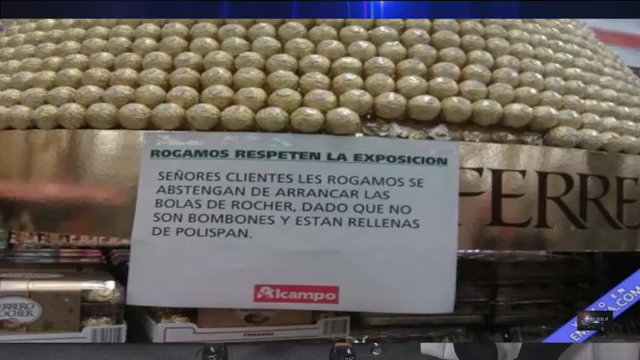 ROGAMOS RESPETEN LA EXPOSICION
SEÑORES CLIENTES LES ROGAMOS SE
ABSTENGAN DE ARRANCAR LAS
BOLAS DE ROCHER, DADO QUE NO
SON BOMBONES Y ESTAN RELLENAS
DE POLISPAN.
Alcampo
FERRE
FERRERO
ROCHER